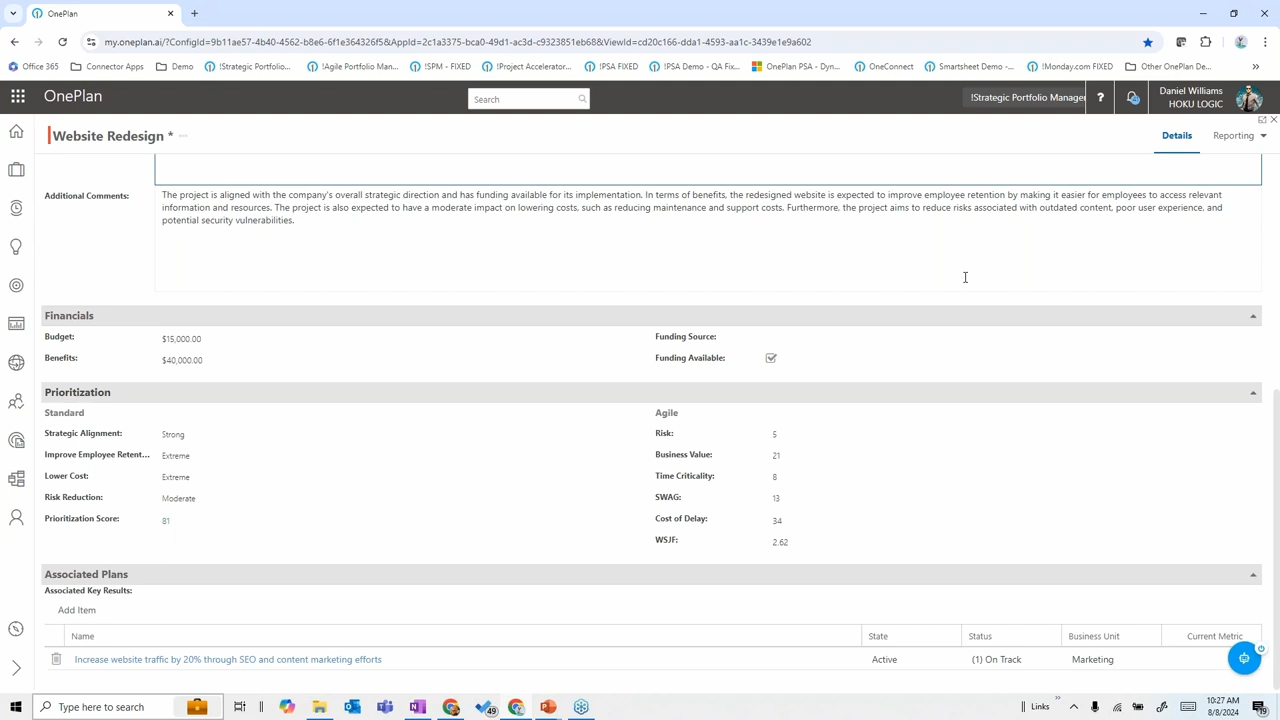 OnePlan
my.oneplan.ai/?ConfigId=9b11ae57-4b40-4562-b8e6-6f1e364326f5&AppId=2c1a3375-bca0-49d1-ac3d-c9323851eb68&ViewId=cd20c166-dda1-4593-aa1c-3439e1e9a602
Office 365
Connector Apps
Demo
!Strategic Portfolio...
!Agile Portfolio Man...
!SPM - FIXED
!Project Accelerator...
!PSA FIXED
!PSA Demo - QA Fix...
OnePlan PSA - Dyn...
OneConnect
Smartsheet Demo -...
!Monday.com FIXED
Other OnePlan De...
OnePlan
Search
!Strategic Portfolio Manager
?
Daniel Williams
HOKU LOGIC
Website Redesign *
Details
Reporting
Additional Comments:
The project is aligned with the company's overall strategic direction and has funding available for its implementation. In terms of benefits, the redesigned website is expected to improve employee retention by making it easier for employees to access relevant
information and resources. The project is also expected to have a moderate impact on lowering costs, such as reducing maintenance and support costs. Furthermore, the project aims to reduce risks associated with outdated content, poor user experience, and
potential security vulnerabilities.
Financials
Budget: $15,000.00
Funding Source:
Benefits: $40,000.00
Funding Available:
Prioritization
Standard
Agile
Strategic Alignment: Strong
Risk: 5
Improve Employee Retent... Extreme
Business Value: 21
Lower Cost: Extreme
Time Criticality: 8
Risk Reduction: Moderate
SWAG: 13
Prioritization Score: 81
Cost of Delay: 34
WSJF: 2.62
Associated Plans
Associated Key Results:
Add Item
Name State Status Business Unit Current Metric
Increase website traffic by 20% through SEO and content marketing efforts Active (1) On Track Marketing
Type here to search
49
Links
10:27 AM
8/8/2024
19